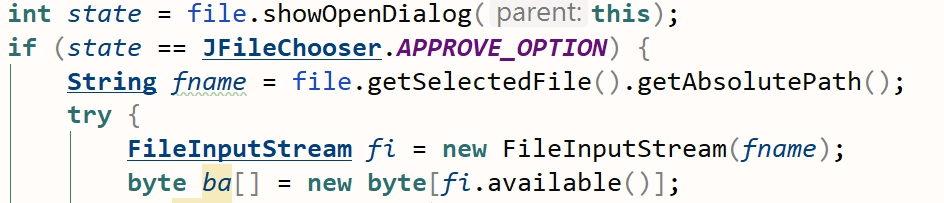 int state = file.showOpenDialog( parent: this);
if (state == JFileChooser.APPROVE_OPTION) {
String fname = file.getSelectedFile().getAbsolutePath();
try {
FileInputStream fi = new FileInputStream(fname);
byte ba[] = new byte[fi.available()];